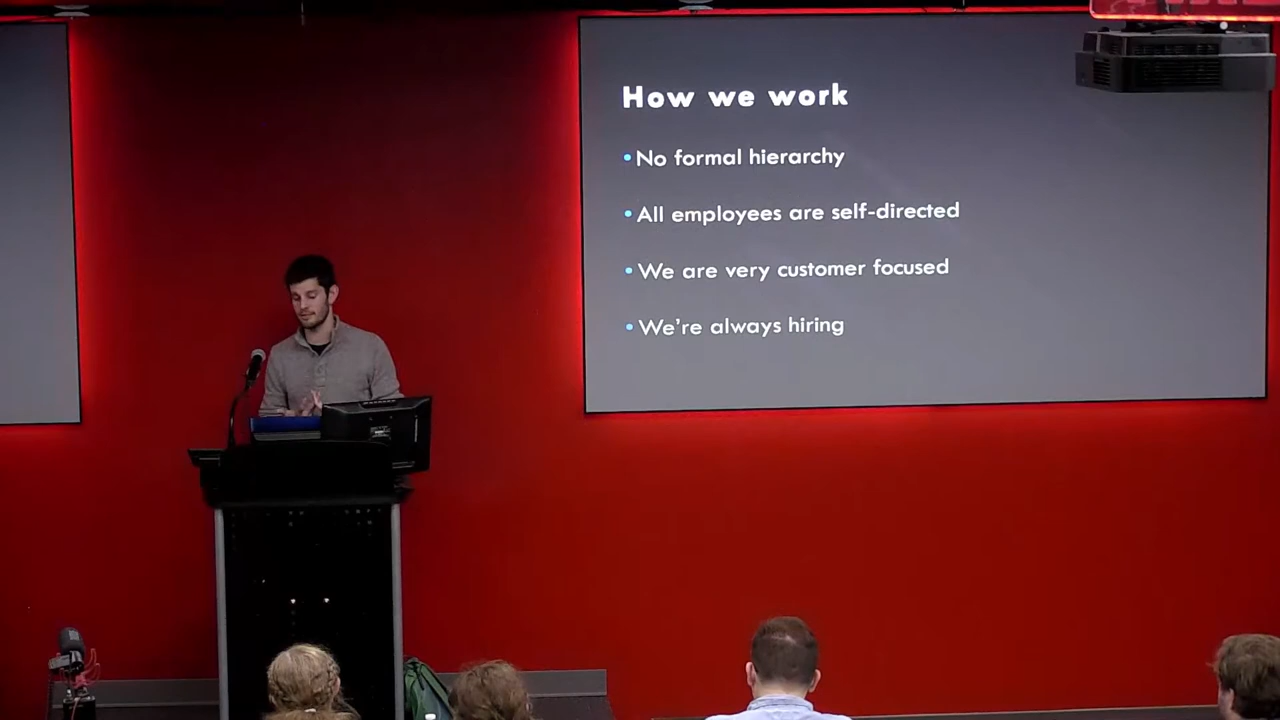 How we work
•No formal hierarchy
•All employees are self-directed
•We are very customer focused
•We're always hiring